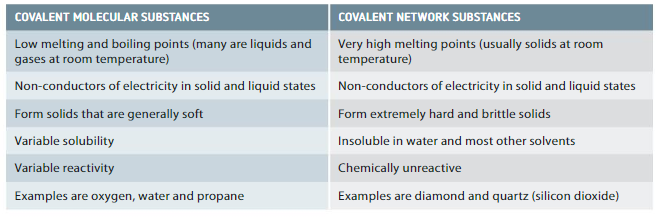 COVALENT MOLECULAR SUBSTANCES
COVALENT NETWORK SUBSTANCES
Low melting and boiling points (many are liquids and
gases at room temperature)
Very high melting points (usually solids at room
temperature)
Non-conductors of electricity in solid and liquid states
Non-conductors of electricity in solid and liquid states
Form solids that are generally soft
Form extremely hard and brittle solids
Variable solubility
Insoluble in water and most other solvents
Variable reactivity
Chemically unreactive
Examples are oxygen, water and propane
Examples are diamond and quartz (silicon dioxide)